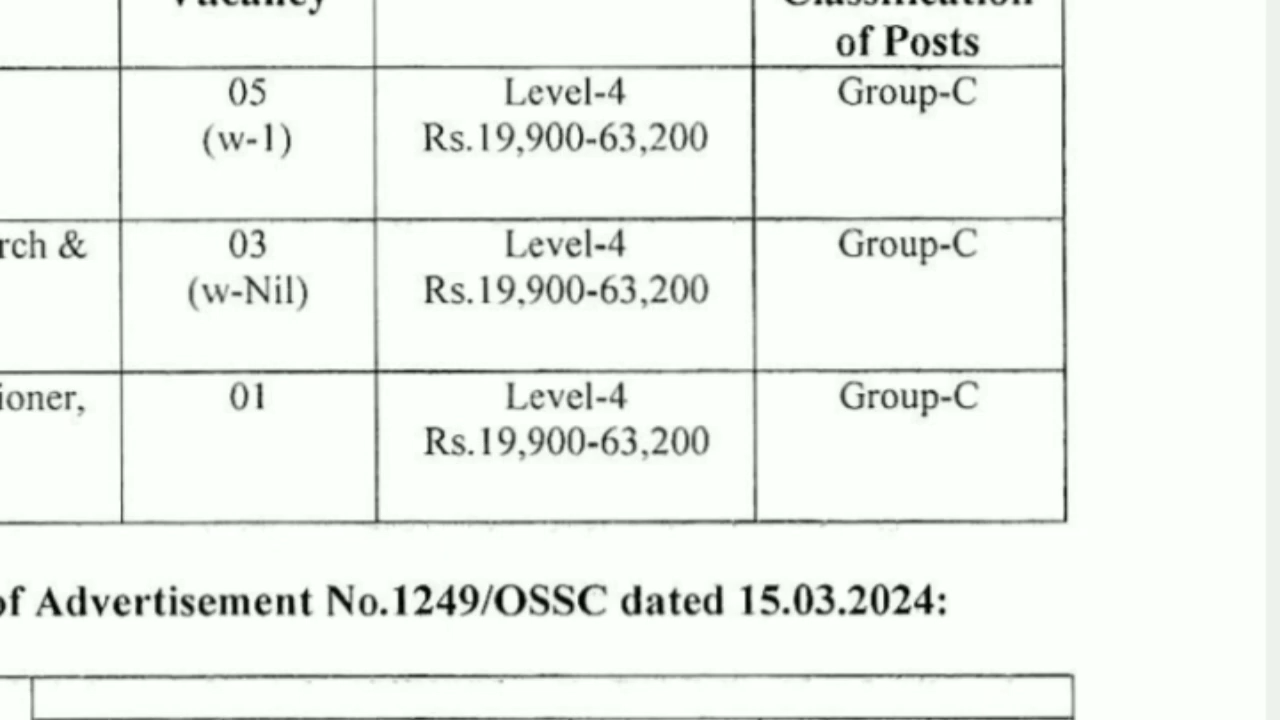 Vacancy
Classification
of Posts
05
(w-1)
Level-4
Rs.19,900-63,200
Group-C
rch &
03
(w-Nil)
Level-4
Rs.19,900-63,200
Group-C
ioner,
01
Level-4
Rs.19,900-63,200
Group-C
of Advertisement No.1249/OSSC dated 15.03.2024: